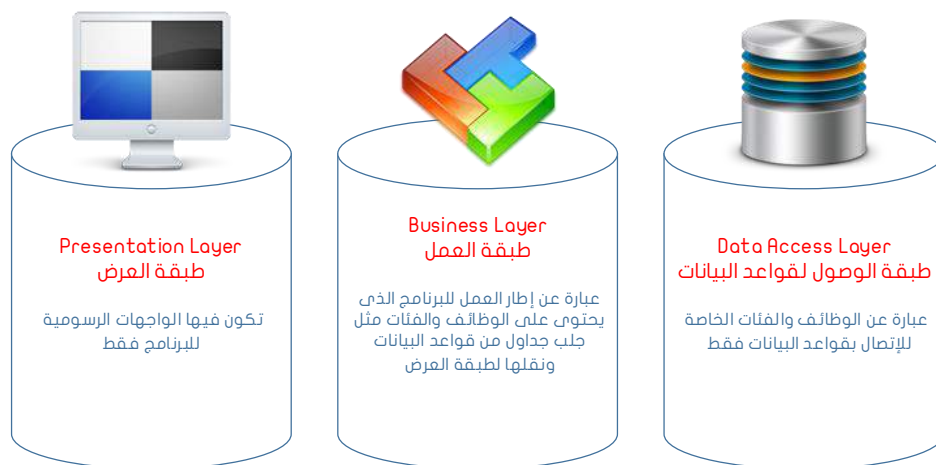 Presentation Layer
طبقة العرض
تكون فيها الواجهات الرسومية
للبرنامج فقط
Business Layer
طبقة العمل
عبارة عن إطار العمل للبرنامج الذى
يحتوى على الوظائف والفئات مثل
جلب جداول من قواعد البيانات
ونقلها لطبقة العرض
Data Access Layer
طبقة الوصول لقواعد البيانات
عبارة عن الوظائف والفئات الخاصة
للإتصال بقواعد البيانات فقط